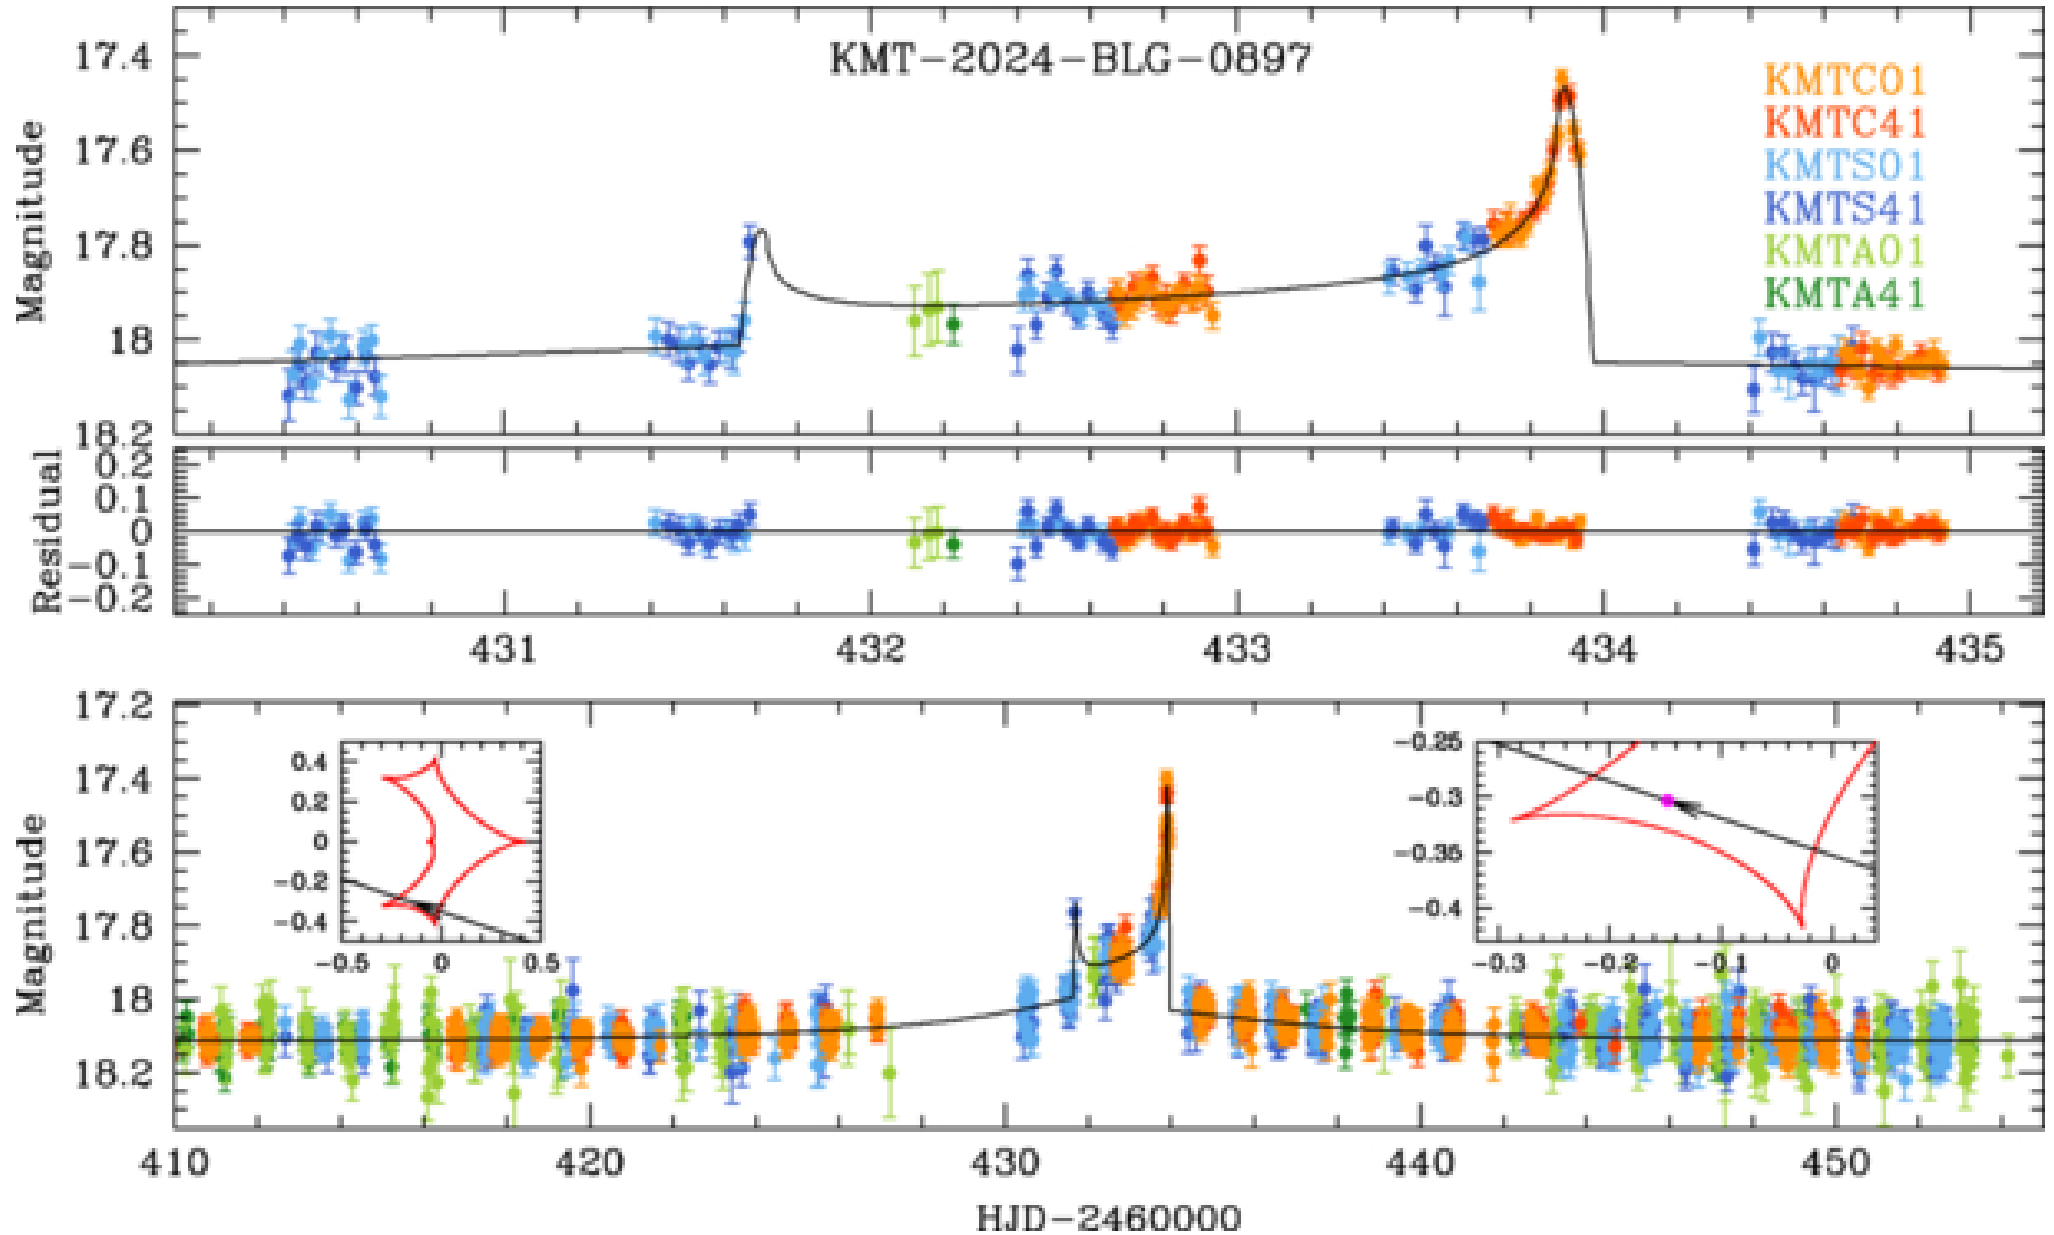 KMT-2024-BLG-0897
Magnitude
17.4
17.6
17.8
18
18.2
KMTC01
KMTC41
KMTS01
KMTS41
KMTA01
KMTA41
Residual
0.2
0.1
0
-0.1
-0.2
431 432 433 434 435
Magnitude
17.2
17.4
17.6
17.8
18
18.2
0.4
0.2
0
-0.2
-0.4
-0.5 0 0.5
-0.25
-0.3
-0.35
-0.4
-0.3 -0.2 -0.1 0
410 420 430 440 450
HJD-2460000